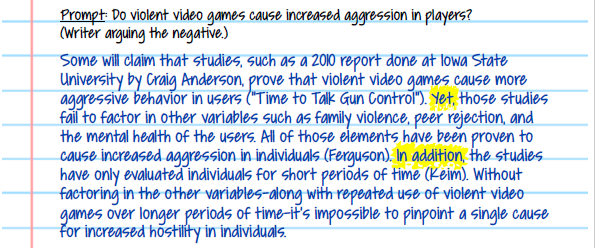 Prompt: Do violent video games cause increased aggression in players?
(Writer arguing the negative.)
Some will claim that studies, such as a 2010 report done at Iowa State
University by Craig Anderson, prove that violent video games cause more
aggressive behavior in users ("Time to Talk Gun Control"). Yet, those studies
fail to factor in other variables such as family violence, peer rejection, and
the mental health of the users. All of those elements have been proven to
cause increased aggression in individuals (Ferguson). In addition, the studies
have only evaluated individuals for short periods of time (Keim). Without
factoring in the other variables-along with repeated use of violent video
games over longer periods of time-it's impossible to pinpoint a single cause
for increased hostility in individuals.